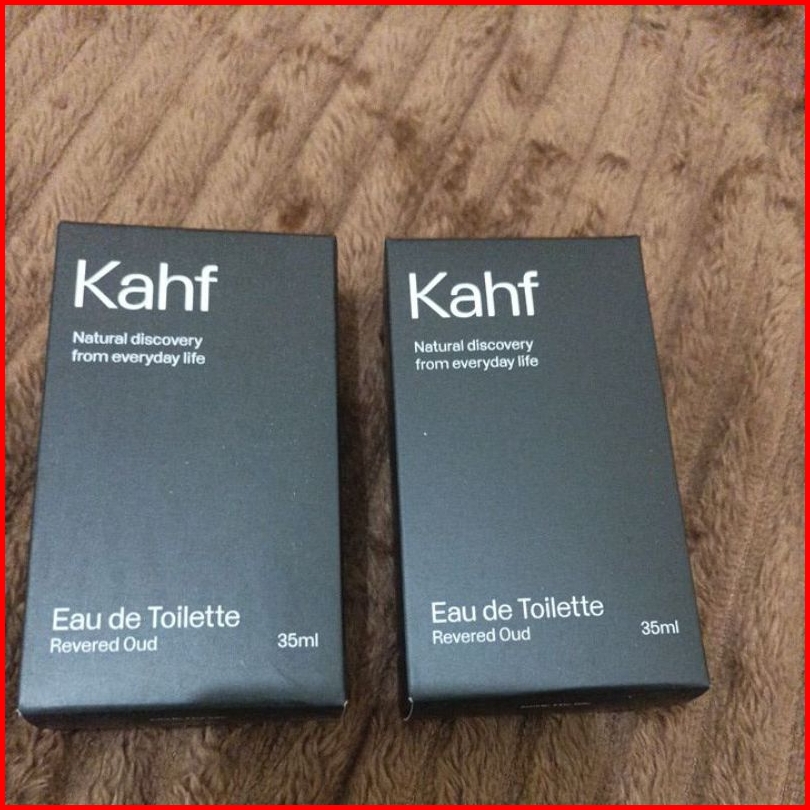 Kahf
Natural discovery
from everyday life
Eau de Toilette
Revered Oud
35ml
Kahf
Natural discovery
from everyday life
Eau de Toilette
Revered Oud
35ml